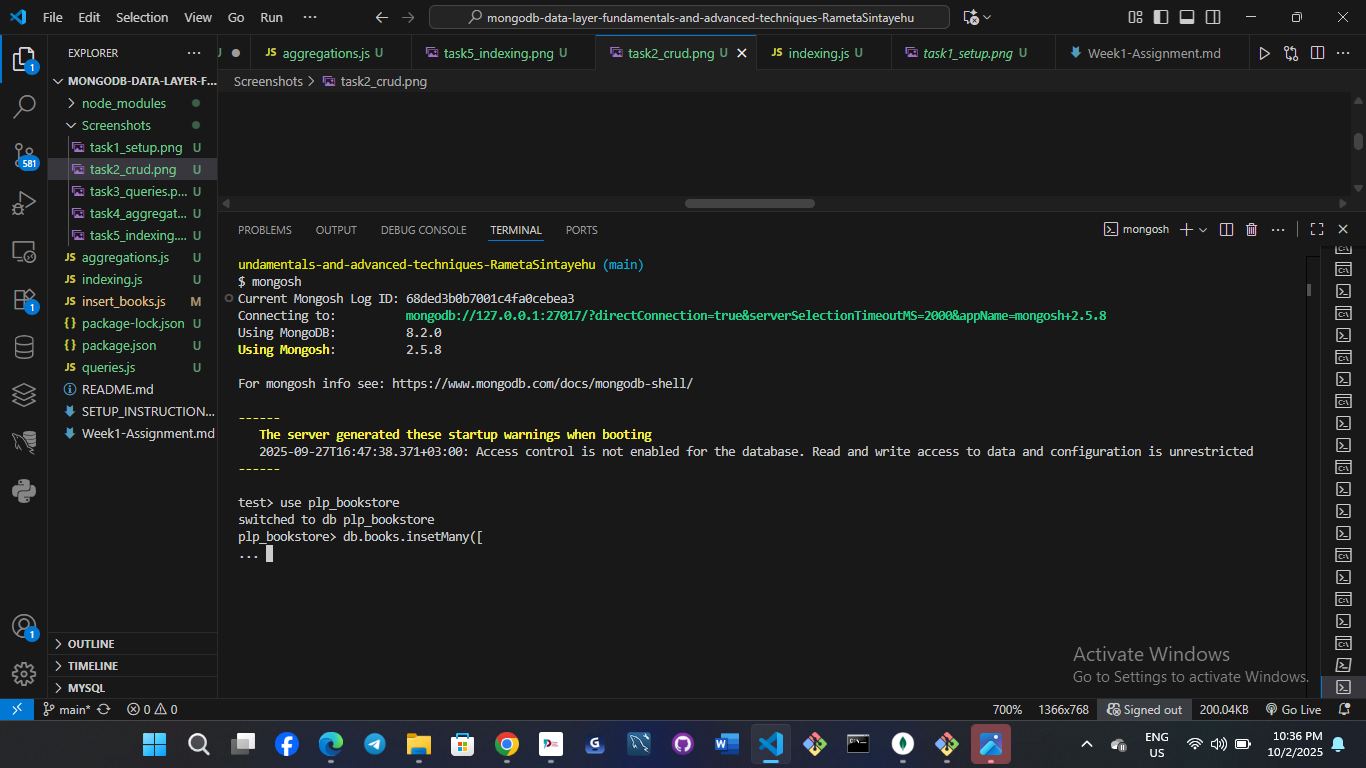 File Edit Selection View Go Run ···
mongodb-data-layer-fundamentals-and-advanced-techniques-RametaSintayehu
EXPLORER ···
U
JS aggregations.js U
task5_indexing.png U
task2_crud.png U
JS indexing.js U
task1_setup.png U
Week1-Assignment.md
···
Screenshots > task2_crud.png
1
581
1
1
MONGODB-DATA-LAYER-F...
node_modules
Screenshots
task1_setup.png U
task2_crud.png U
task3_queries.p... U
task4_aggregat... U
task5_indexing.... U
JS aggregations.js U
JS indexing.js U
JS insert_books.js M
{} package-lock.json U
{} package.json U
JS queries.js U
README.md
SETUP_INSTRUCTION...
Week1-Assignment.md
OUTLINE
TIMELINE
MYSQL
PROBLEMS OUTPUT DEBUG CONSOLE TERMINAL PORTS
mongosh
···
undamentals-and-advanced-techniques-RametaSintayehu (main)
$ mongosh
Current Mongosh Log ID: 68ded3b0b7001c4fa0cebea3
Connecting to: mongodb://127.0.0.1:27017/?directConnection=true&serverSelectionTimeoutMS=2000&appName=mongosh+2.5.8
Using MongoDB: 8.2.0
Using Mongosh: 2.5.8
For mongosh info see: https://www.mongodb.com/docs/mongodb-shell/
------
The server generated these startup warnings when booting
2025-09-27T16:47:38.371+03:00: Access control is not enabled for the database. Read and write access to data and configuration is unrestricted
------
test> use plp_bookstore
switched to db plp_bookstore
plp_bookstore> db.books.insetMany([
...
Activate Windows
Go to Settings to activate Windows.
main* 0 0
700% 1366x768 Signed out 200.04KB Go Live
ENG
US
10:36 PM
10/2/2025